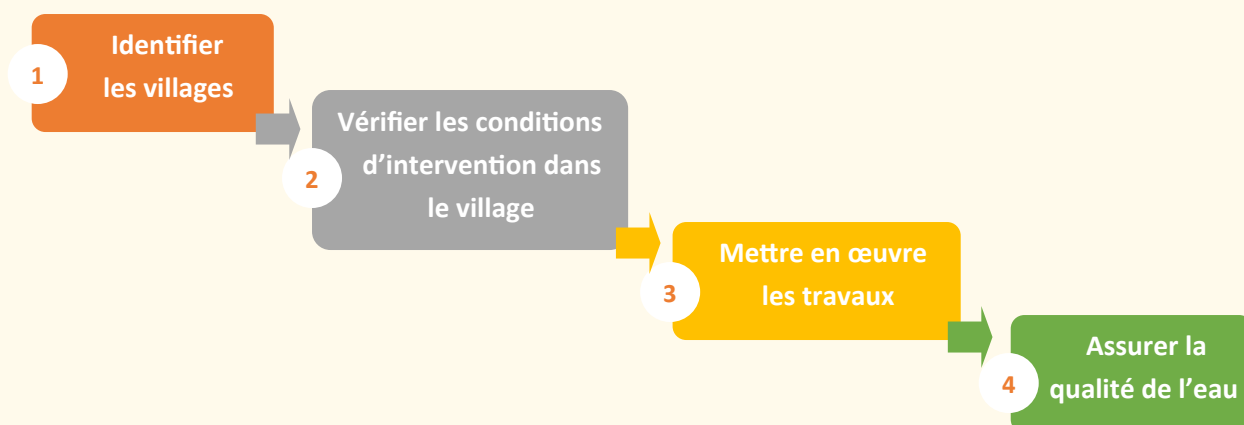 1
Identifier
les villages
2
Vérifier les conditions
d’intervention dans
le village
3
Mettre en œuvre
les travaux
4
Assurer la
qualité de l’eau